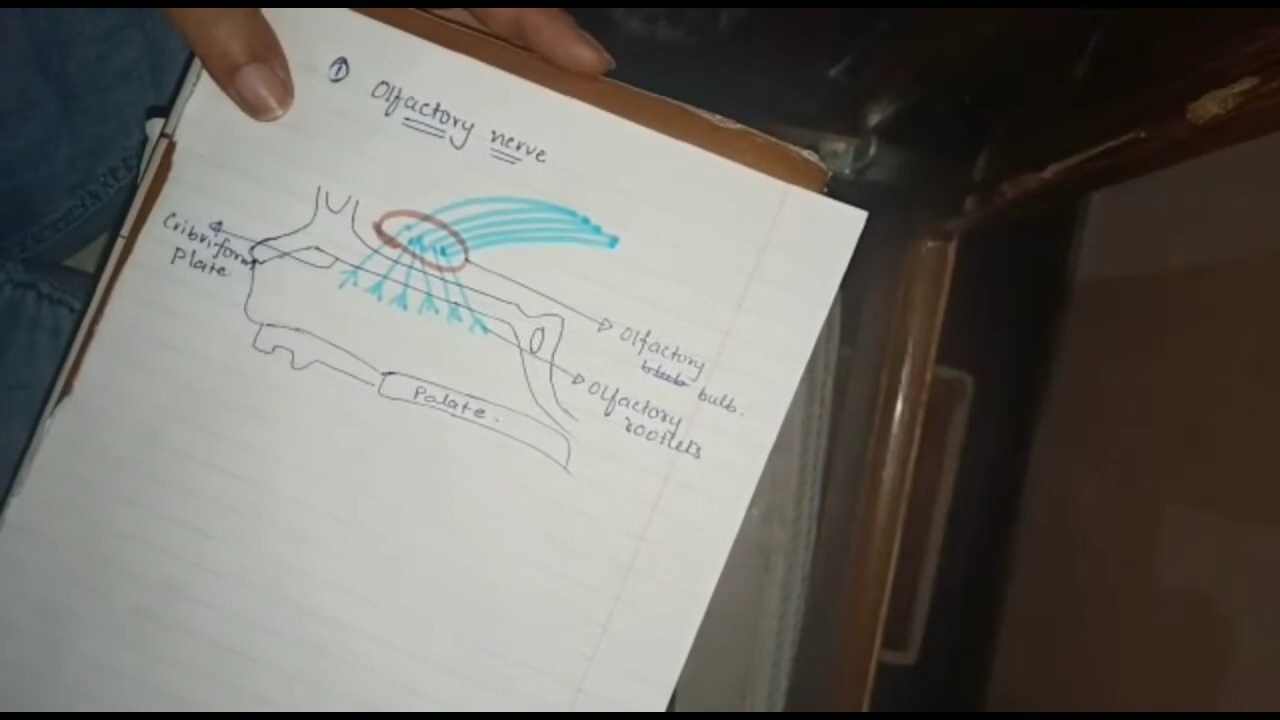 ① Olfactory nerve
Cribriform
Plate
Olfactory
bulb.
Olfactory
rootlets
Palate.